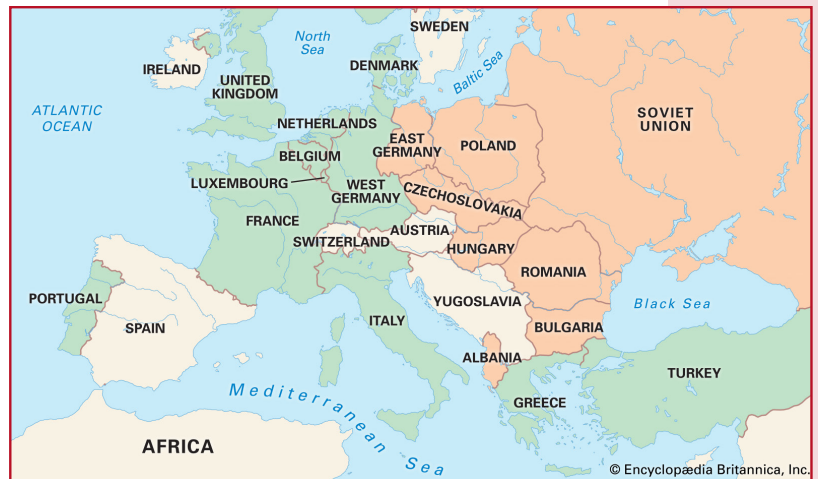 SWEDEN
North
Sea
IRELAND
DENMARK
Baltic Sea
UNITED
KINGDOM
ATLANTIC
OCEAN
SOVIET
UNION
NETHERLANDS
EAST
GERMANY
POLAND
BELGIUM
LUXEMBOURG
WEST
GERMANY
CZECHOSLOVAKIA
FRANCE
AUSTRIA
SWITZERLAND
HUNGARY
ROMANIA
PORTUGAL
YUGOSLAVIA
Black Sea
SPAIN
ITALY
BULGARIA
ALBANIA
TURKEY
Mediterranean Sea
GREECE
AFRICA
© Encyclopædia Britannica, Inc.